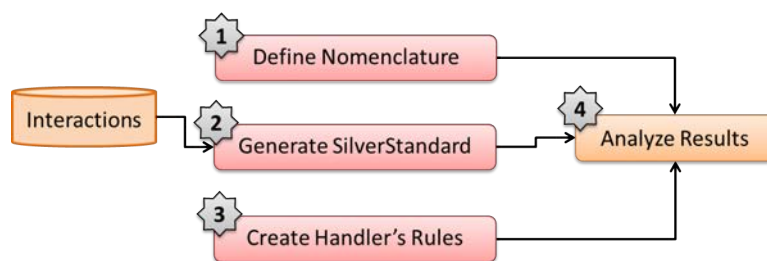 1
Define Nomenclature
Interactions
2
Generate SilverStandard
4
Analyze Results
3
Create Handler's Rules